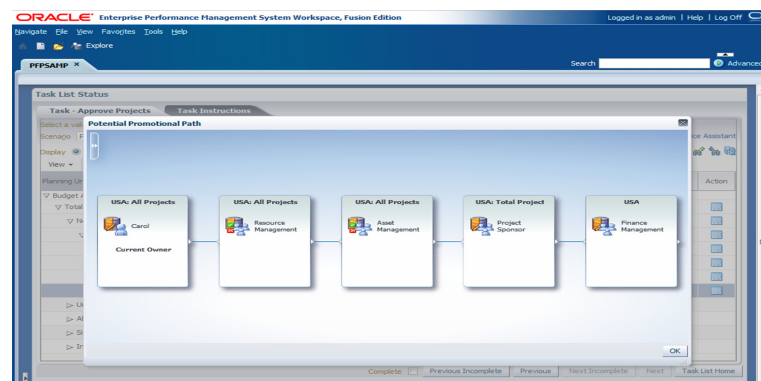 ORACLE Enterprise Performance Management System Workspace, Fusion Edition
Logged in as admin | Help | Log Off
Navigate File View Favorites Tools Help
Explore
PFPSAMP ×
Search
Advanced
Task List Status
Task - Approve Projects Task Instructions
Select a val
Scenario
ce Assistant
Display
View
Planning Un
Action
Budget A
Total
Potential Promotional Path
USA: All Projects
Carol
Current Owner
USA: All Projects
Resource
Management
USA: All Projects
Asset
Management
USA: Total Project
Project
Sponsor
USA
Finance
Management
OK
Complete Previous Incomplete Previous Next Incomplete Next Task List Home